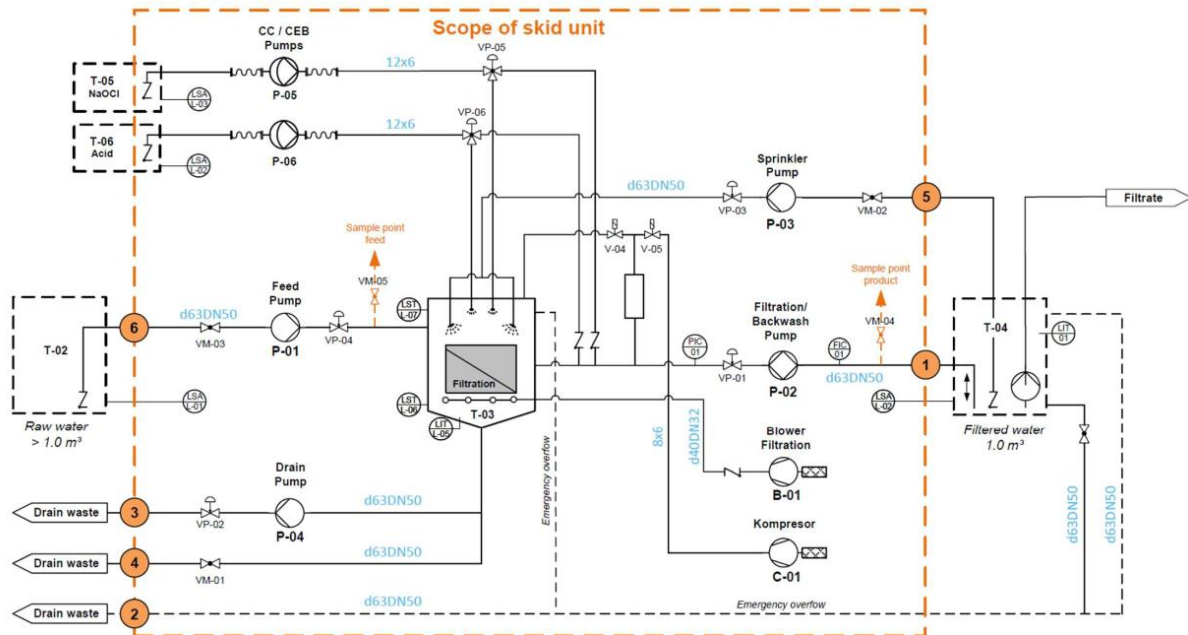 Scope of skid unit
CC / CEB
Pumps
VP-05
12x6
T-05
NaOCl
LSA
L-03
P-05
VP-06
12x6
T-06
Acid
LSA
L-02
P-06
Sprinkler
Pump
d63DN50
5
Filtrate
VP-03
P-03
VM-02
Sample point
feed
V-04
V-05
Sample point
product
VM-05
Feed
Pump
LST
L-07
Filtration/
Backwash
Pump
VM-04
6
d63DN50
T-02
VM-03
P-01
VP-04
PIC
01
FIC
01
T-04
LIT
01
1
VP-01
P-02
d63DN50
Filtration
LSA
L-01
LST
L-06
T-03
LSA
L-02
LIT
L-05
Raw water
> 1.0 m³
Filtered water
1.0 m³
8x6
d40DN32
Blower
Filtration
B-01
Drain
Pump
Emergency overfow
Drain waste
3
VP-02
P-04
d63DN50
Kompresor
C-01
d63DN50
d63DN50
Drain waste
4
VM-01
d63DN50
Drain waste
2
d63DN50
Emergency overfow